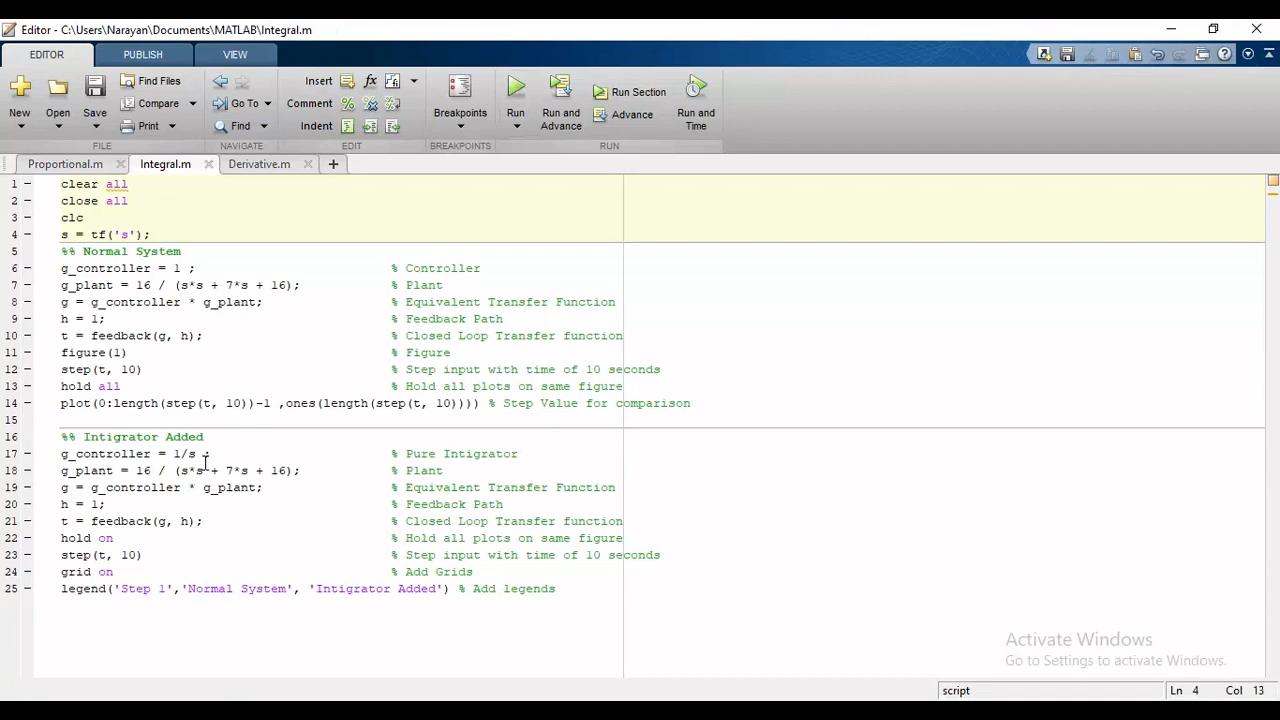 Editor - C:\Users\Narayan\Documents\MATLAB\Integral.m
EDITOR PUBLISH VIEW
New Open Save Find Files Compare Print
FILE
Go To Find
NAVIGATE
Insert fx
Comment
Indent
EDIT
Breakpoints
BREAKPOINTS
Run Run and Advance Run Section Advance Run and Time
RUN
Proportional.m Integral.m Derivative.m
1 clear all
2 close all
3 clc
4 s = tf('s');
5 %% Normal System
6 g_controller = 1 ; % Controller
7 g_plant = 16 / (s*s + 7*s + 16); % Plant
8 g = g_controller * g_plant; % Equivalent Transfer Function
9 h = 1; % Feedback Path
10 t = feedback(g, h); % Closed Loop Transfer function
11 figure(1) % Figure
12 step(t, 10) % Step input with time of 10 seconds
13 hold all % Hold all plots on same figure
14 plot(0:length(step(t, 10))-1 ,ones(length(step(t, 10)))) % Step Value for comparison
15
16 %% Intigrator Added
17 g_controller = 1/s ; % Pure Intigrator
18 g_plant = 16 / (s*s + 7*s + 16); % Plant
19 g = g_controller * g_plant; % Equivalent Transfer Function
20 h = 1; % Feedback Path
21 t = feedback(g, h); % Closed Loop Transfer function
22 hold on % Hold all plots on same figure
23 step(t, 10) % Step input with time of 10 seconds
24 grid on % Add Grids
25 legend('Step 1','Normal System', 'Intigrator Added') % Add legends
Activate Windows
Go to Settings to activate Windows.
script Ln 4 Col 13